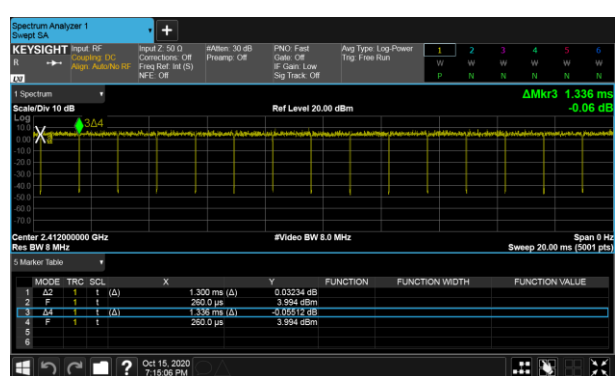 Spectrum Analyzer 1
Swept SA
+
KEYSIGHT Input: RF Input Z: 50 Ω #Atten: 30 dB PNO: Fast Avg Type: Log-Power 1 2 3 4 5 6
R Coupling: DC Corrections: Off Preamp: Off Gate: Off Trig: Free Run W W W W W W
Align: Auto/No RF Freq Ref: Int (S) IF Gain: Low P N N N N N
NFE: Off Sig Track: Off
LXI
1 Spectrum ΔMkr3 1.336 ms
Scale/Div 10 dB Ref Level 20.00 dBm -0.06 dB
Log
10.0 3Δ4
0.00
-10.0
-20.0
-30.0
-40.0
-50.0
-60.0
-70.0
Center 2.412000000 GHz #Video BW 8.0 MHz Span 0 Hz
Res BW 8 MHz Sweep 20.00 ms (5001 pts)
5 Marker Table
MODE TRC SCL X Y FUNCTION FUNCTION WIDTH FUNCTION VALUE
1 Δ2 1 t (Δ) 1.300 ms (Δ) 0.03234 dB
2 F 1 t 260.0 µs 3.994 dBm
3 Δ4 1 t (Δ) 1.336 ms (Δ) -0.05512 dB
4 F 1 t 260.0 µs 3.994 dBm
5
6
? Oct 15, 2020
7:15:06 PM